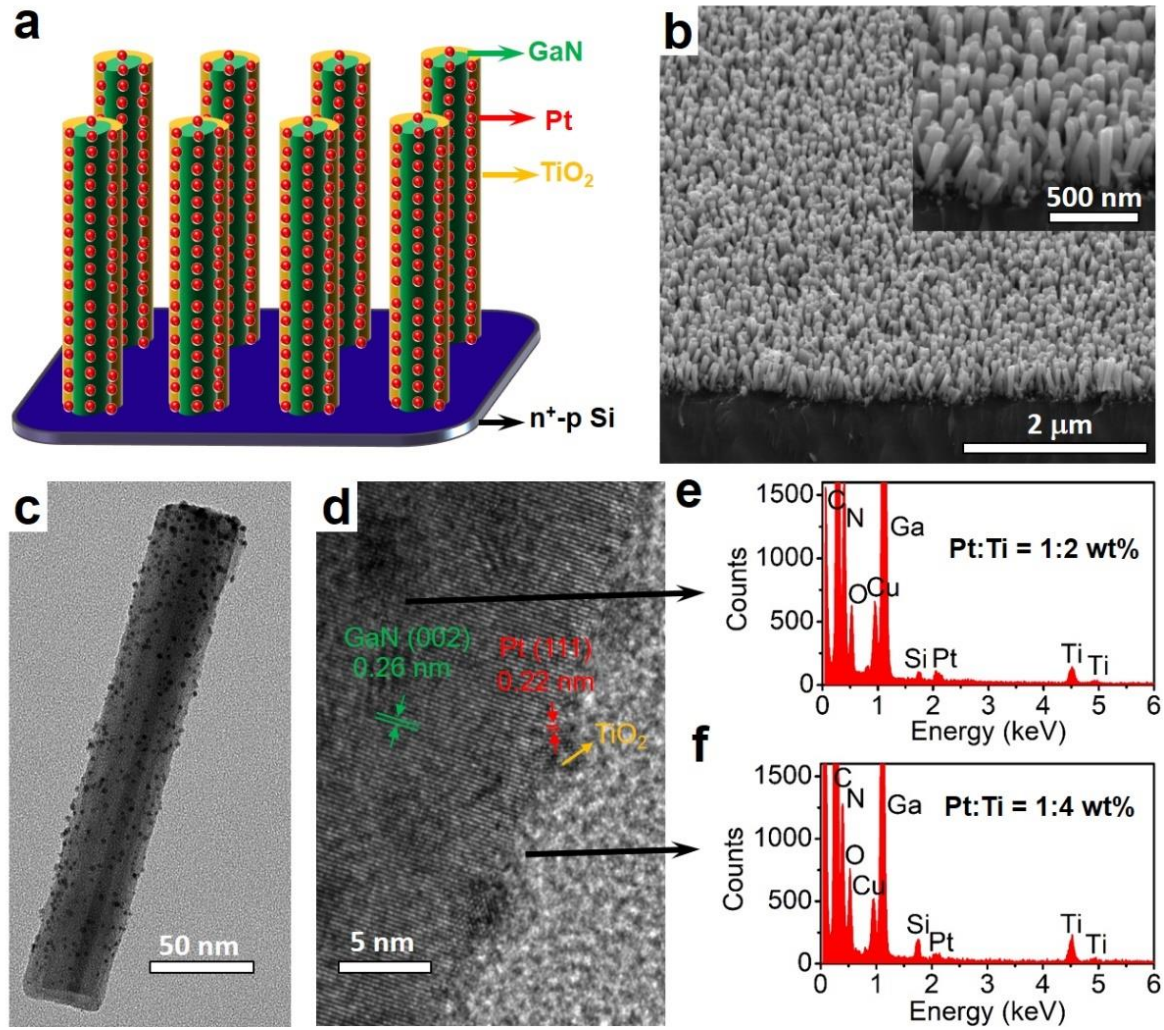 a
GaN
Pt
TiO₂
n⁺-p Si
b
500 nm
2 μm
c
50 nm
d
GaN (002)
0.26 nm
Pt (111)
0.22 nm
TiO₂
5 nm
e
1500
1000
500
0
Counts
C
N
O
Cu
Ga
Si
Pt
Ti
Ti
Pt:Ti = 1:2 wt%
0 1 2 3 4 5 6
Energy (keV)
f
1500
1000
500
0
Counts
C
N
O
Cu
Ga
Si
Pt
Ti
Ti
Pt:Ti = 1:4 wt%
0 1 2 3 4 5 6
Energy (keV)